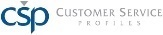 csp CUSTOMER SERVICE
PROFILES